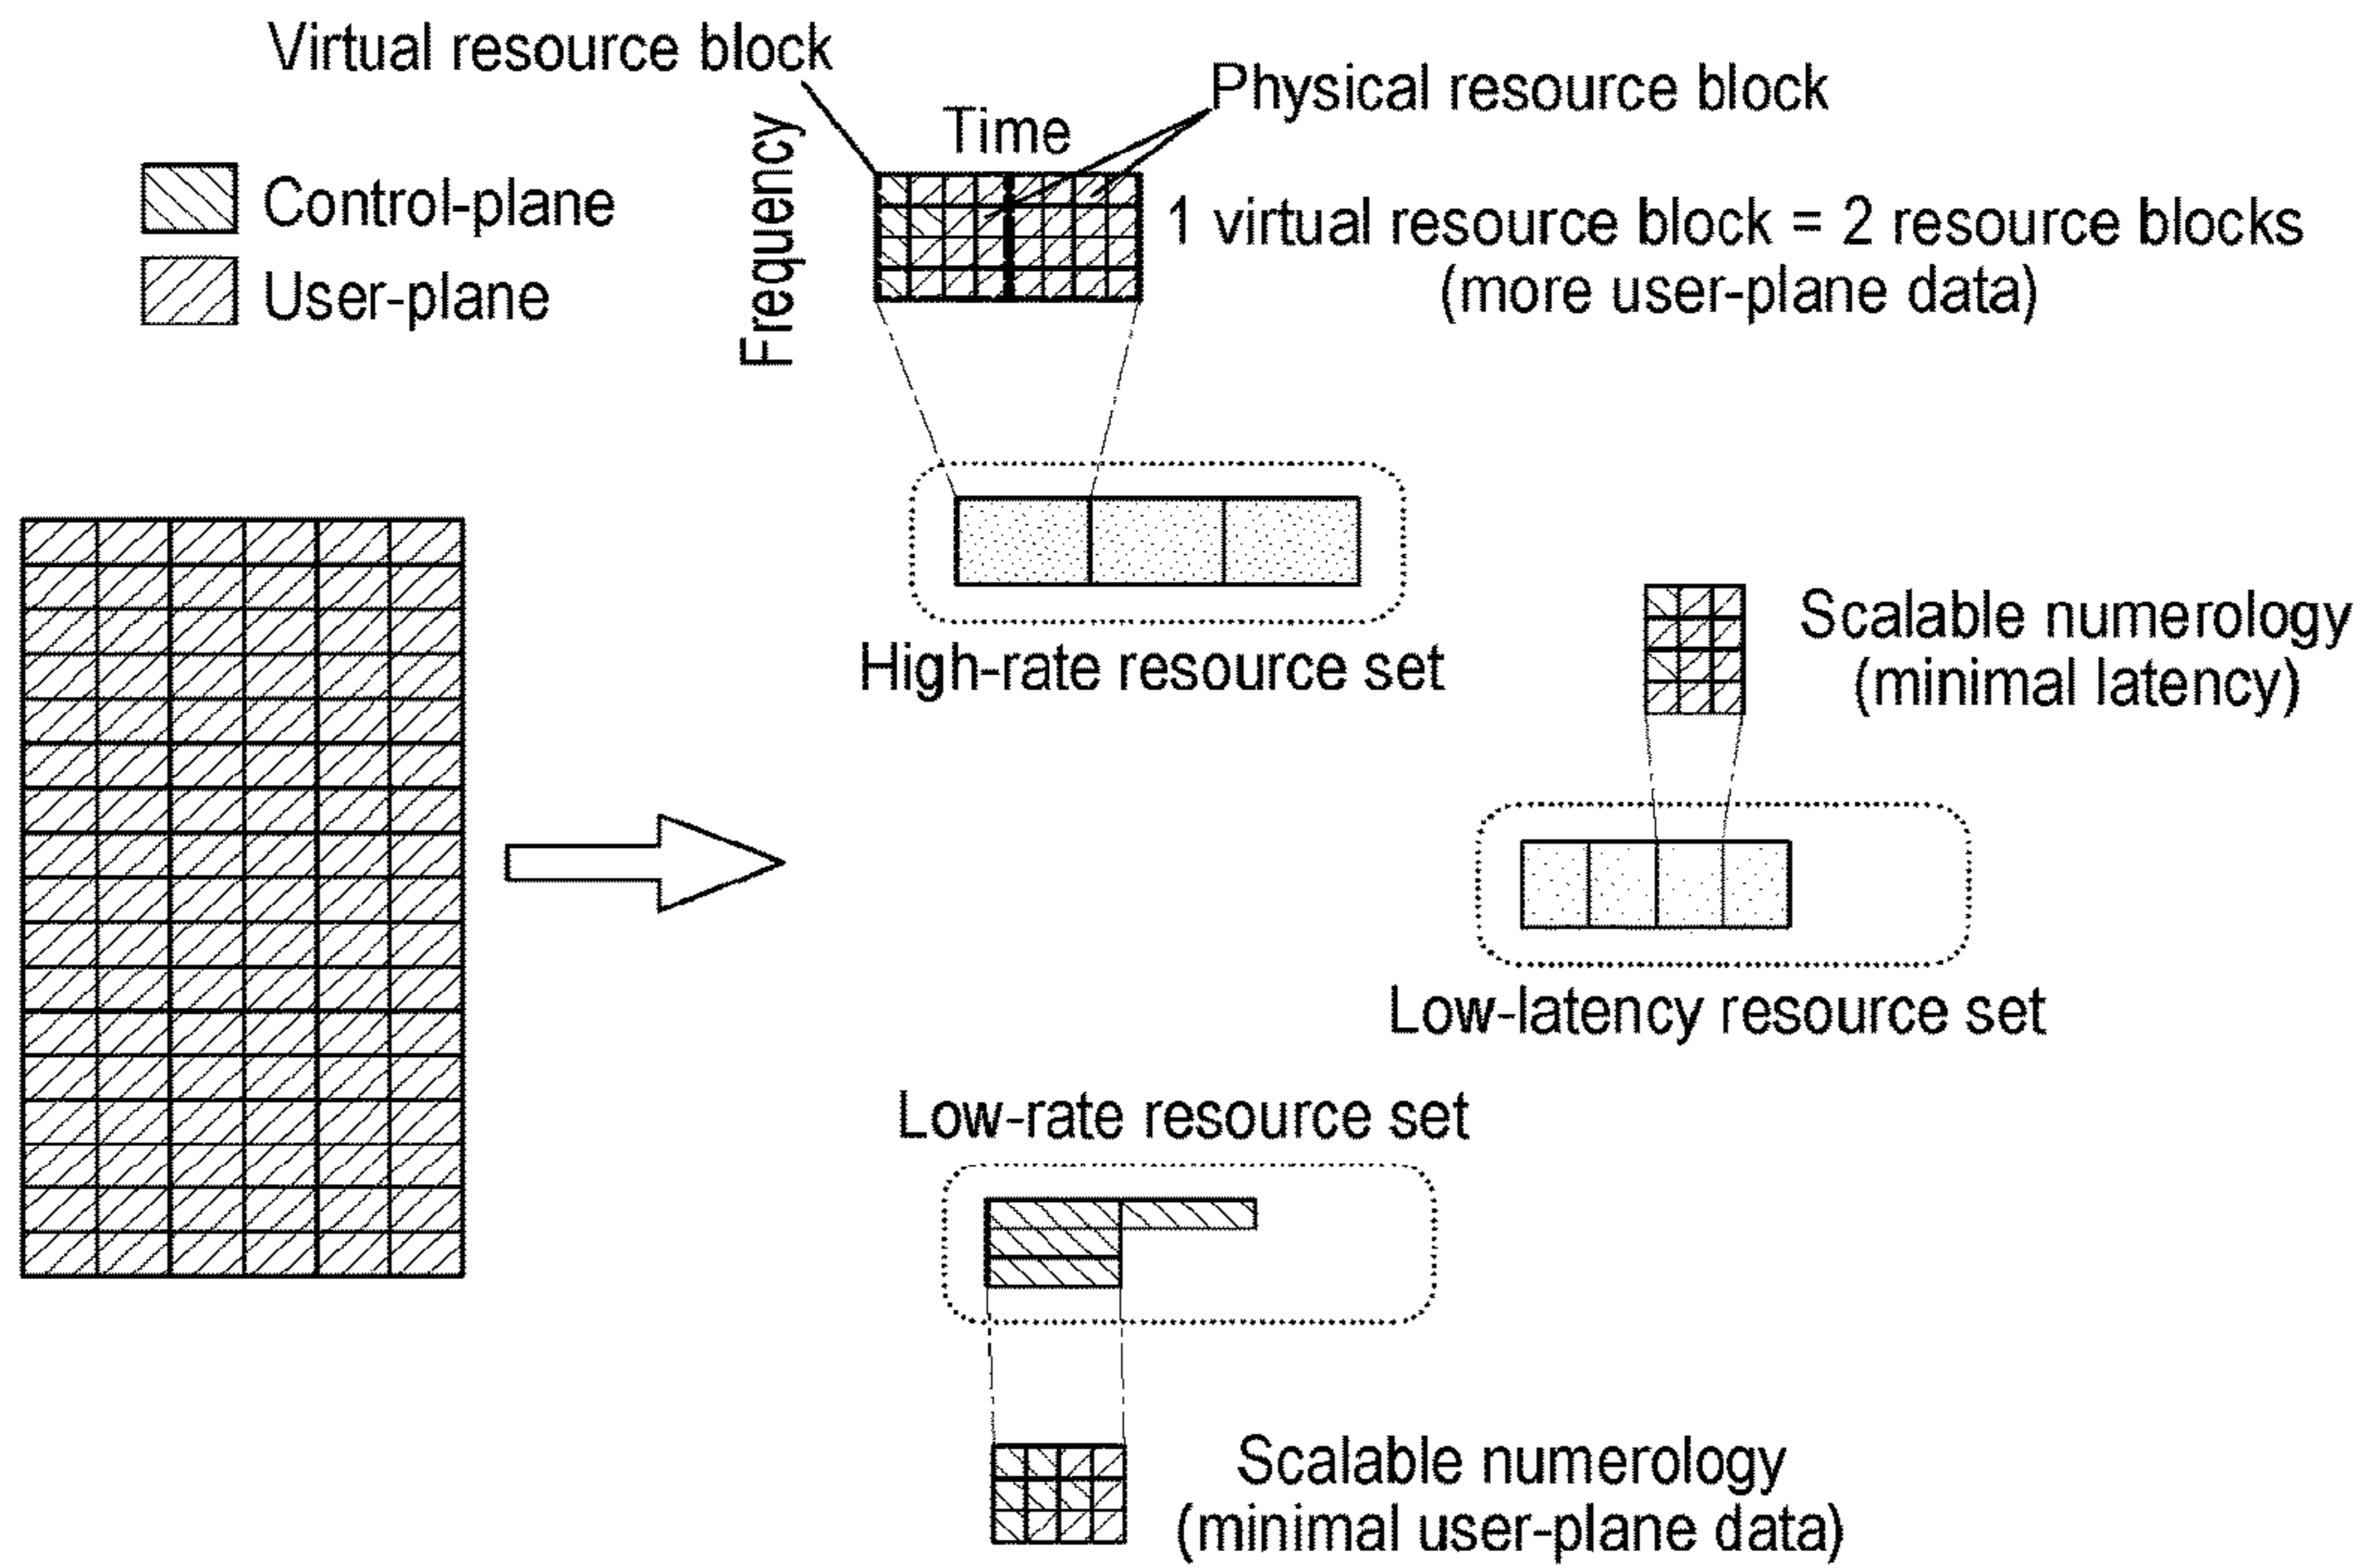 Virtual resource block
Physical resource block
Time
Frequency
Control-plane
User-plane
1 virtual resource block = 2 resource blocks
(more user-plane data)
High-rate resource set
Scalable numerology
(minimal latency)
Low-latency resource set
Low-rate resource set
Scalable numerology
(minimal user-plane data)